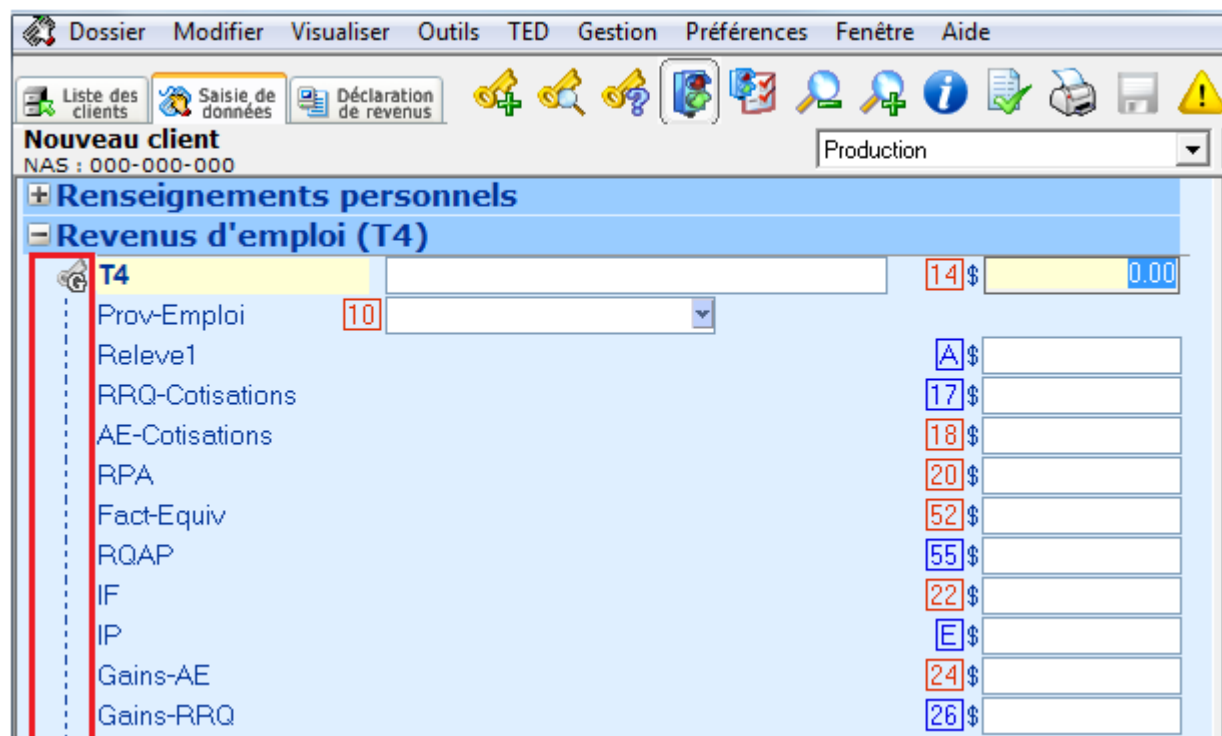 Dossier Modifier Visualiser Outils TED Gestion Préférences Fenêtre Aide
Liste des clients Saisie de données Déclaration de revenus
Nouveau client
NAS : 000-000-000
Production
Renseignements personnels
Revenus d'emploi (T4)
T4 14 $ 0.00
Prov-Emploi 10
Releve1 A $
RRQ-Cotisations 17 $
AE-Cotisations 18 $
RPA 20 $
Fact-Equiv 52 $
RQAP 55 $
IF 22 $
IP E $
Gains-AE 24 $
Gains-RRQ 26 $